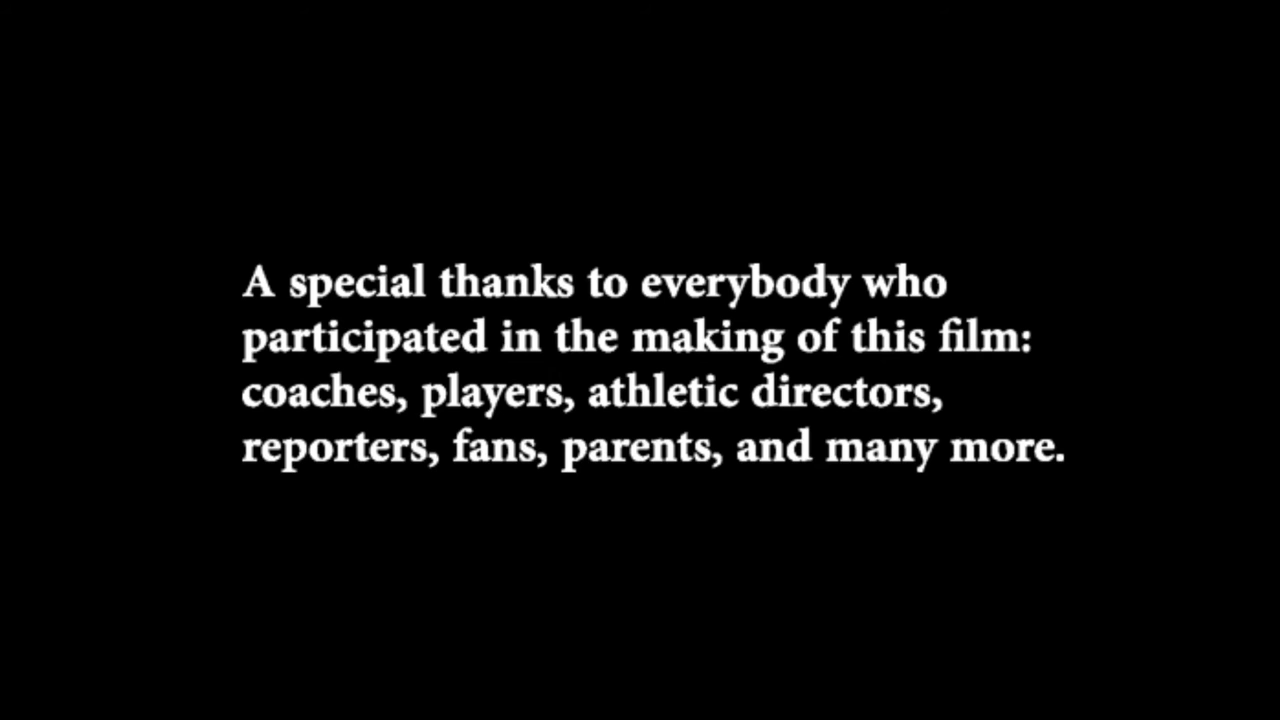 A special thanks to everybody who
participated in the making of this film:
coaches, players, athletic directors,
reporters, fans, parents, and many more.